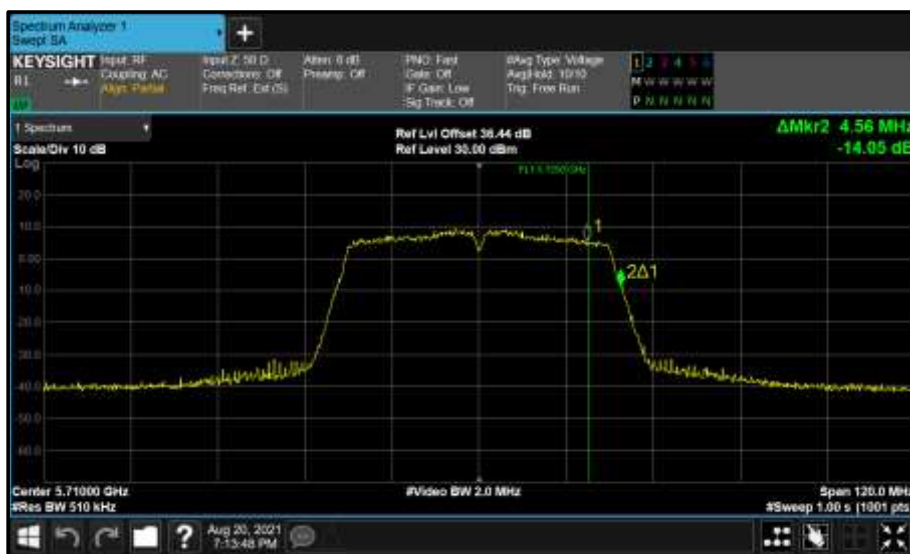 Spectrum Analyzer 1
Swept SA
+
KEYSIGHT
Input: RF
Coupling: AC
Align: Partial
Input Z: 50 Ω
Corrections: Off
Freq Ref: Ext (S)
Atten: 6 dB
Preamp: Off
PNO: Fast
Gate: Off
IF Gain: Low
Sig Track: Off
#Avg Type: Voltage
Avg|Hold: 10/10
Trig: Free Run
1 2 3 4 5 6
M W W W W W
P N N N N N
1 Spectrum
Scale/Div 10 dB
Log
Ref Lvl Offset 36.44 dB
Ref Level 30.00 dBm
ΔMkr2 4.56 MHz
-14.05 dB
20.0
10.0
0.00
-10.0
-20.0
-30.0
-40.0
-50.0
-60.0
1
2Δ1
Center 5.71000 GHz
#Res BW 510 kHz
#Video BW 2.0 MHz
Span 120.0 MHz
#Sweep 1.00 s (1001 pts
Aug 20, 2021
7:13:48 PM